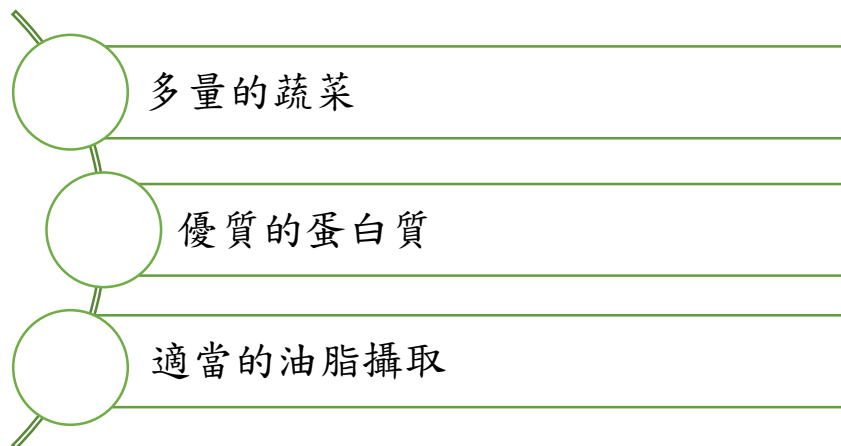 多量的蔬菜
優質的蛋白質
適當的油脂攝取